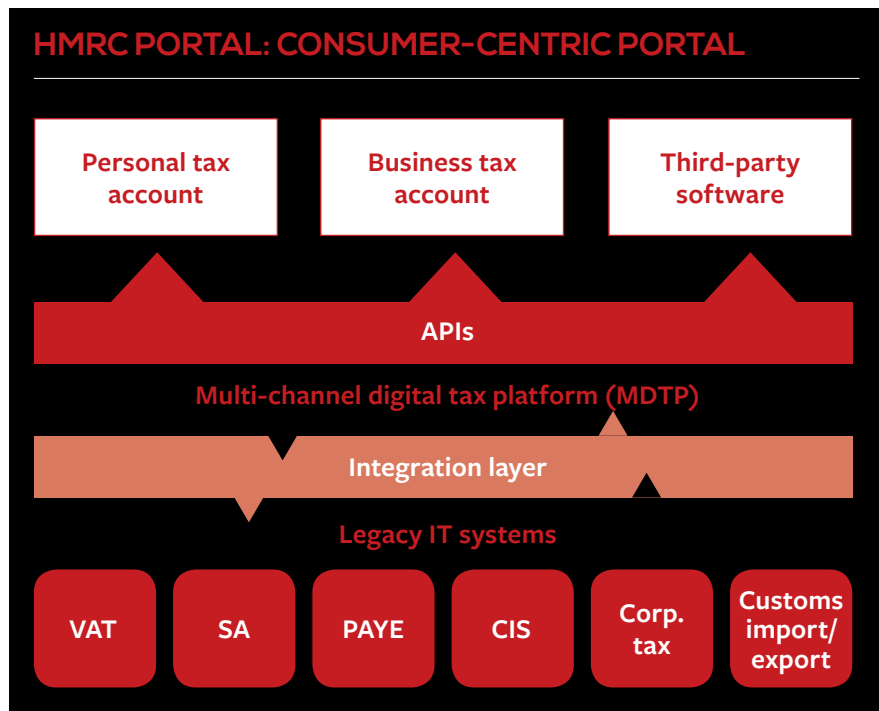 HMRC PORTAL: CONSUMER-CENTRIC PORTAL
Personal tax
account
Business tax
account
Third-party
software
APIs
Multi-channel digital tax platform (MDTP)
Integration layer
Legacy IT systems
VAT
SA
PAYE
CIS
Corp.
tax
Customs
import/
export